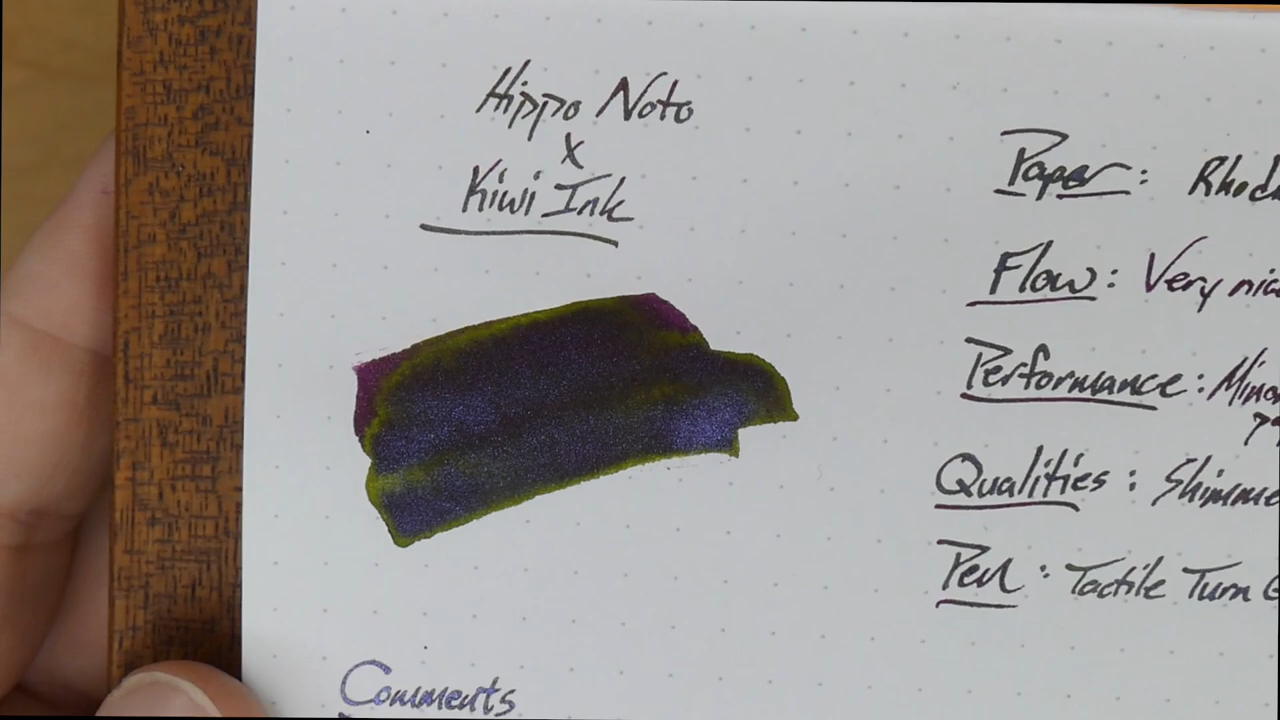 Hippo Noto
x
Kiwi Ink
Paper: Rhod
Flow: Very nic
Performance: Mino
Qualities: Shimme
Pen: Tactile Turn G
Comments